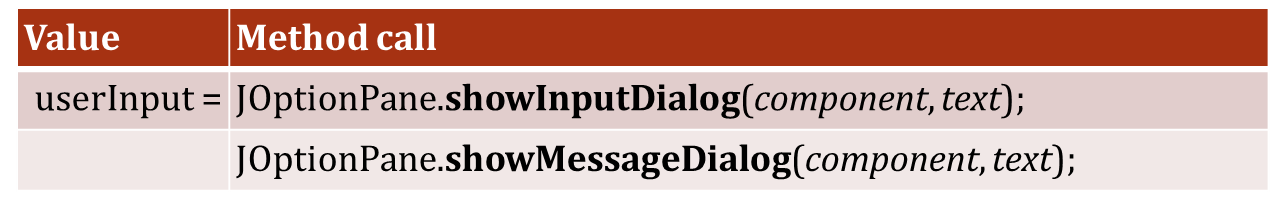 Value Method call
userInput = JOptionPane.showInputDialog(component, text);
JOptionPane.showMessageDialog(component, text);